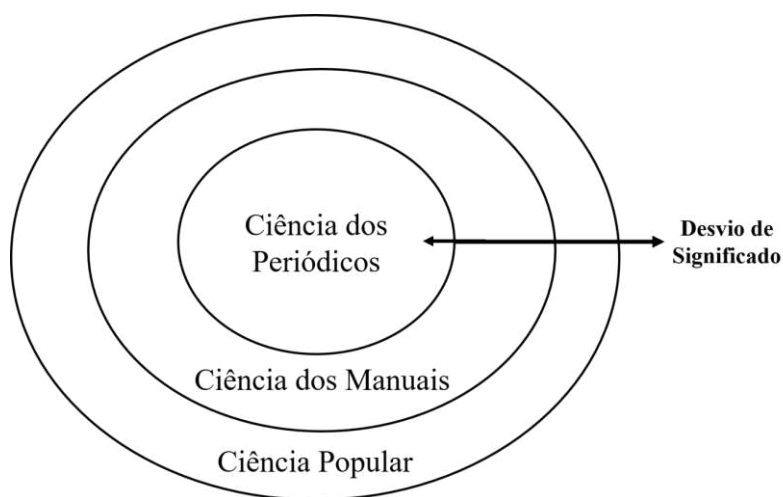 Ciência dos
Periódicos
Desvio de
Significado
Ciência dos Manuais
Ciência Popular